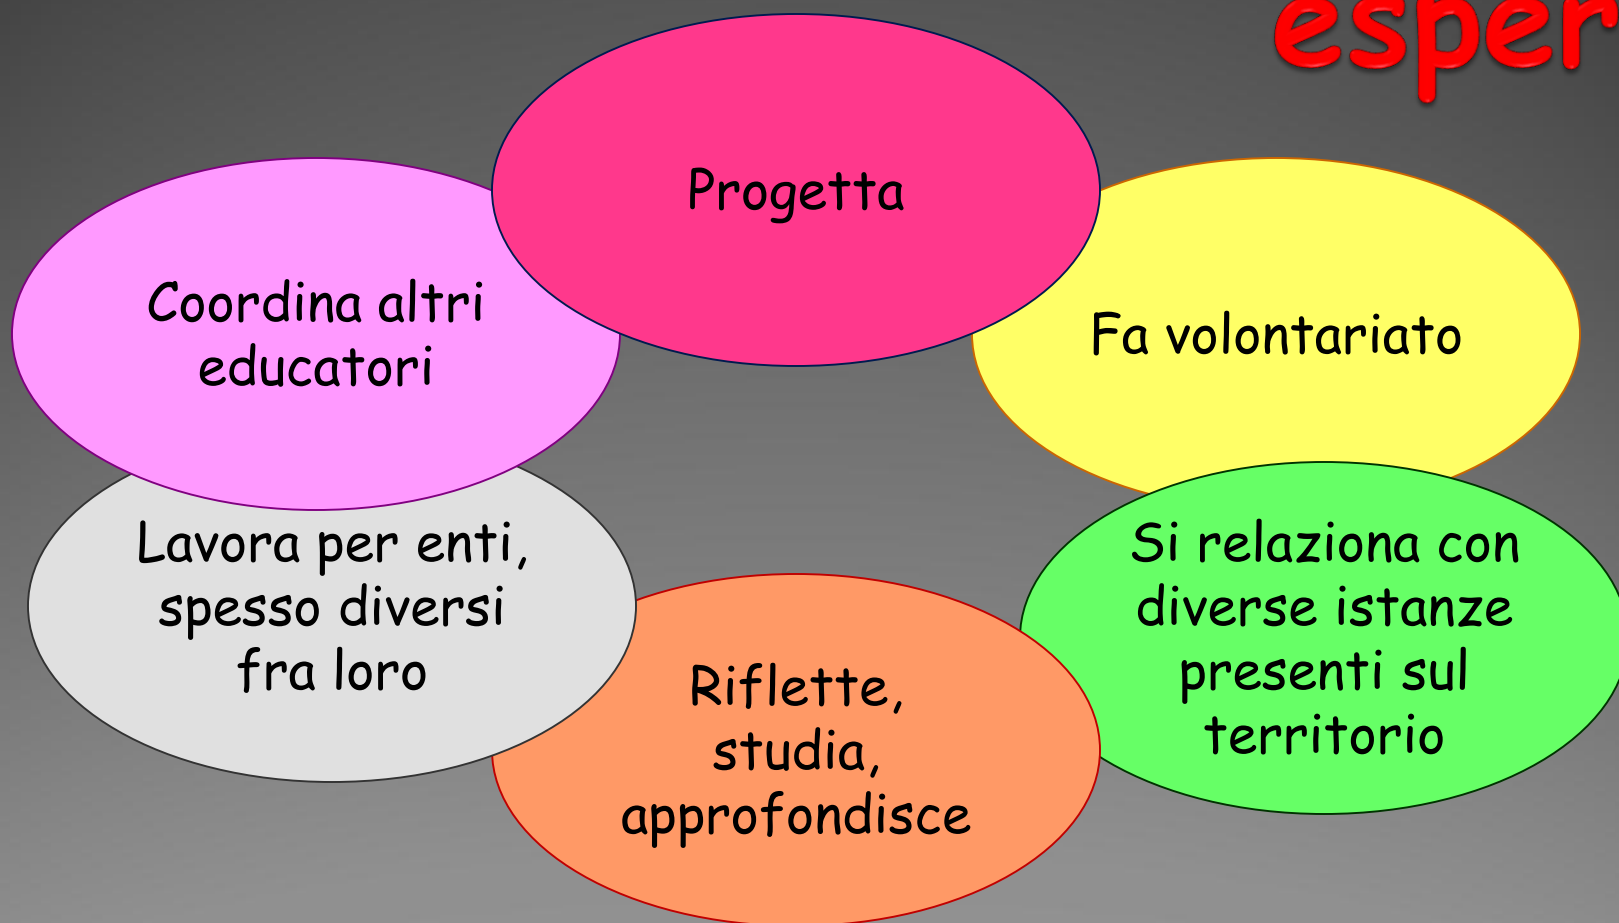 esper
Progetta
Coordina altri
educatori
Fa volontariato
Lavora per enti,
spesso diversi
fra loro
Si relaziona con
diverse istanze
presenti sul
territorio
Riflette,
studia,
approfondisce